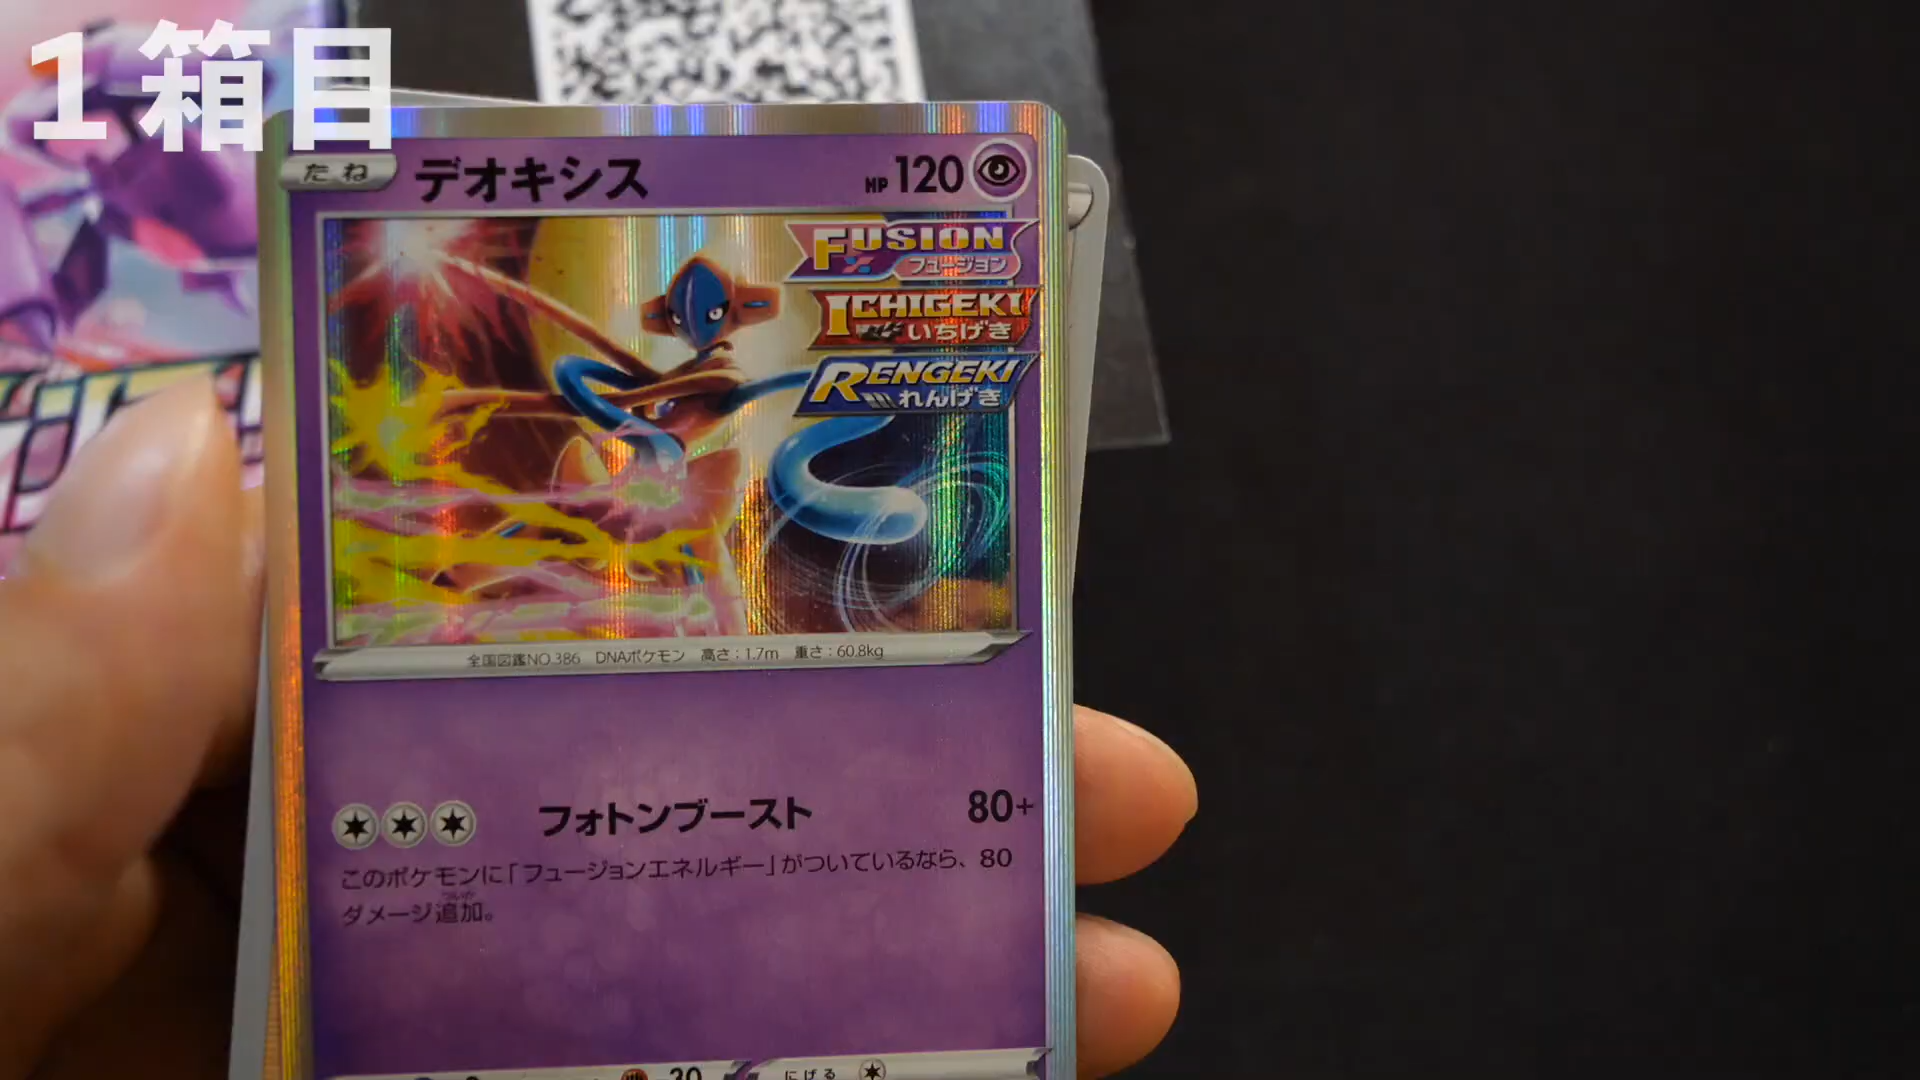 1箱目
たね デオキシス HP 120
FUSION
フュージョン
ICHIGEKI
いちげき
RENGEKI
れんげき
全国図鑑NO.386 DNAポケモン 高さ：1.7m 重さ：60.8kg
フォトンブースト 80+
このポケモンに「フュージョンエネルギー」がついているなら、80
ダメージ追加。
30 にげる